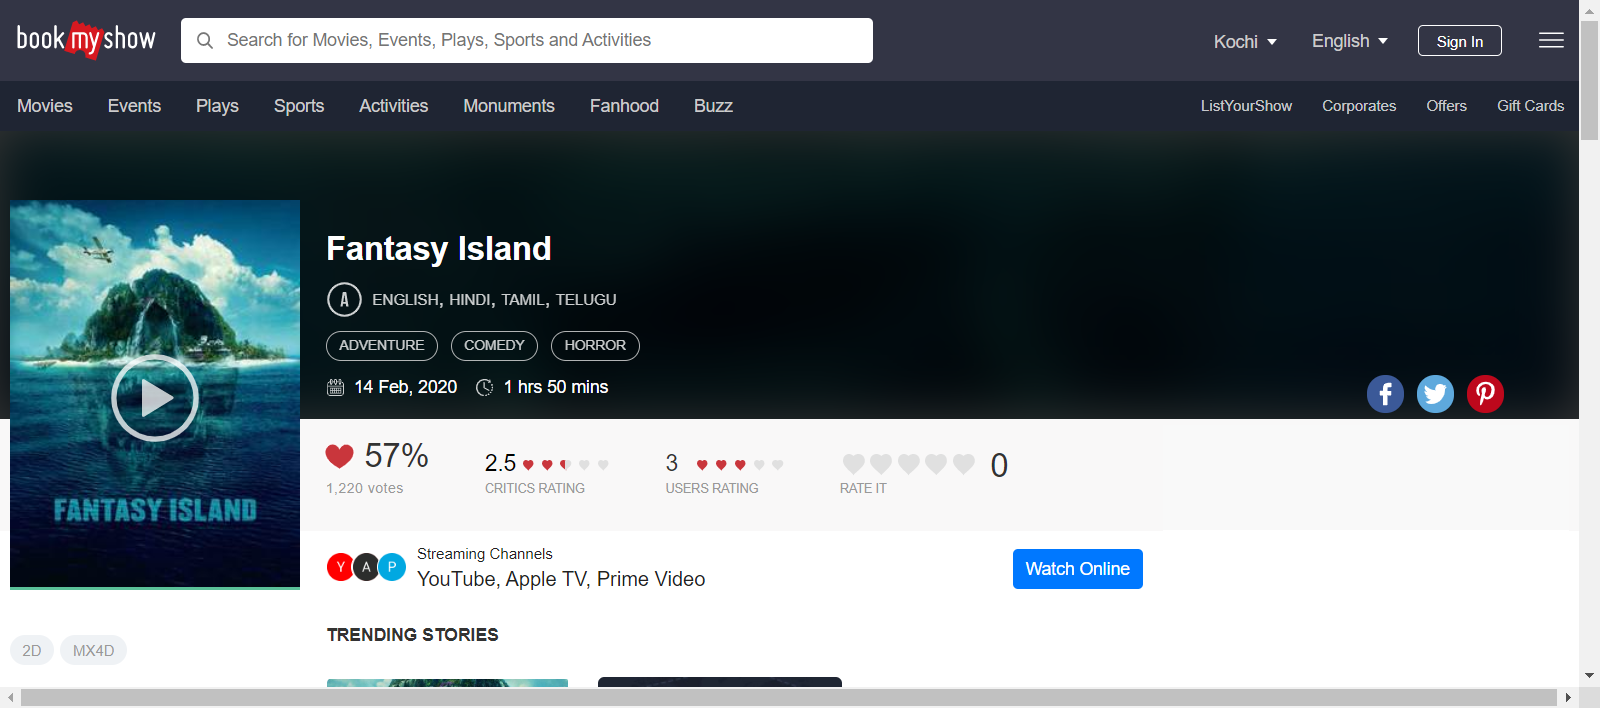 bookmyshow
Search for Movies, Events, Plays, Sports and Activities
Kochi
English
Sign In
Movies Events Plays Sports Activities Monuments Fanhood Buzz
ListYourShow Corporates Offers Gift Cards
Fantasy Island
A ENGLISH, HINDI, TAMIL, TELUGU
ADVENTURE COMEDY HORROR
14 Feb, 2020 1 hrs 50 mins
FANTASY ISLAND
57%
1,220 votes
2.5
CRITICS RATING
3
USERS RATING
0
RATE IT
Y A P
Streaming Channels
YouTube, Apple TV, Prime Video
Watch Online
2D MX4D
TRENDING STORIES